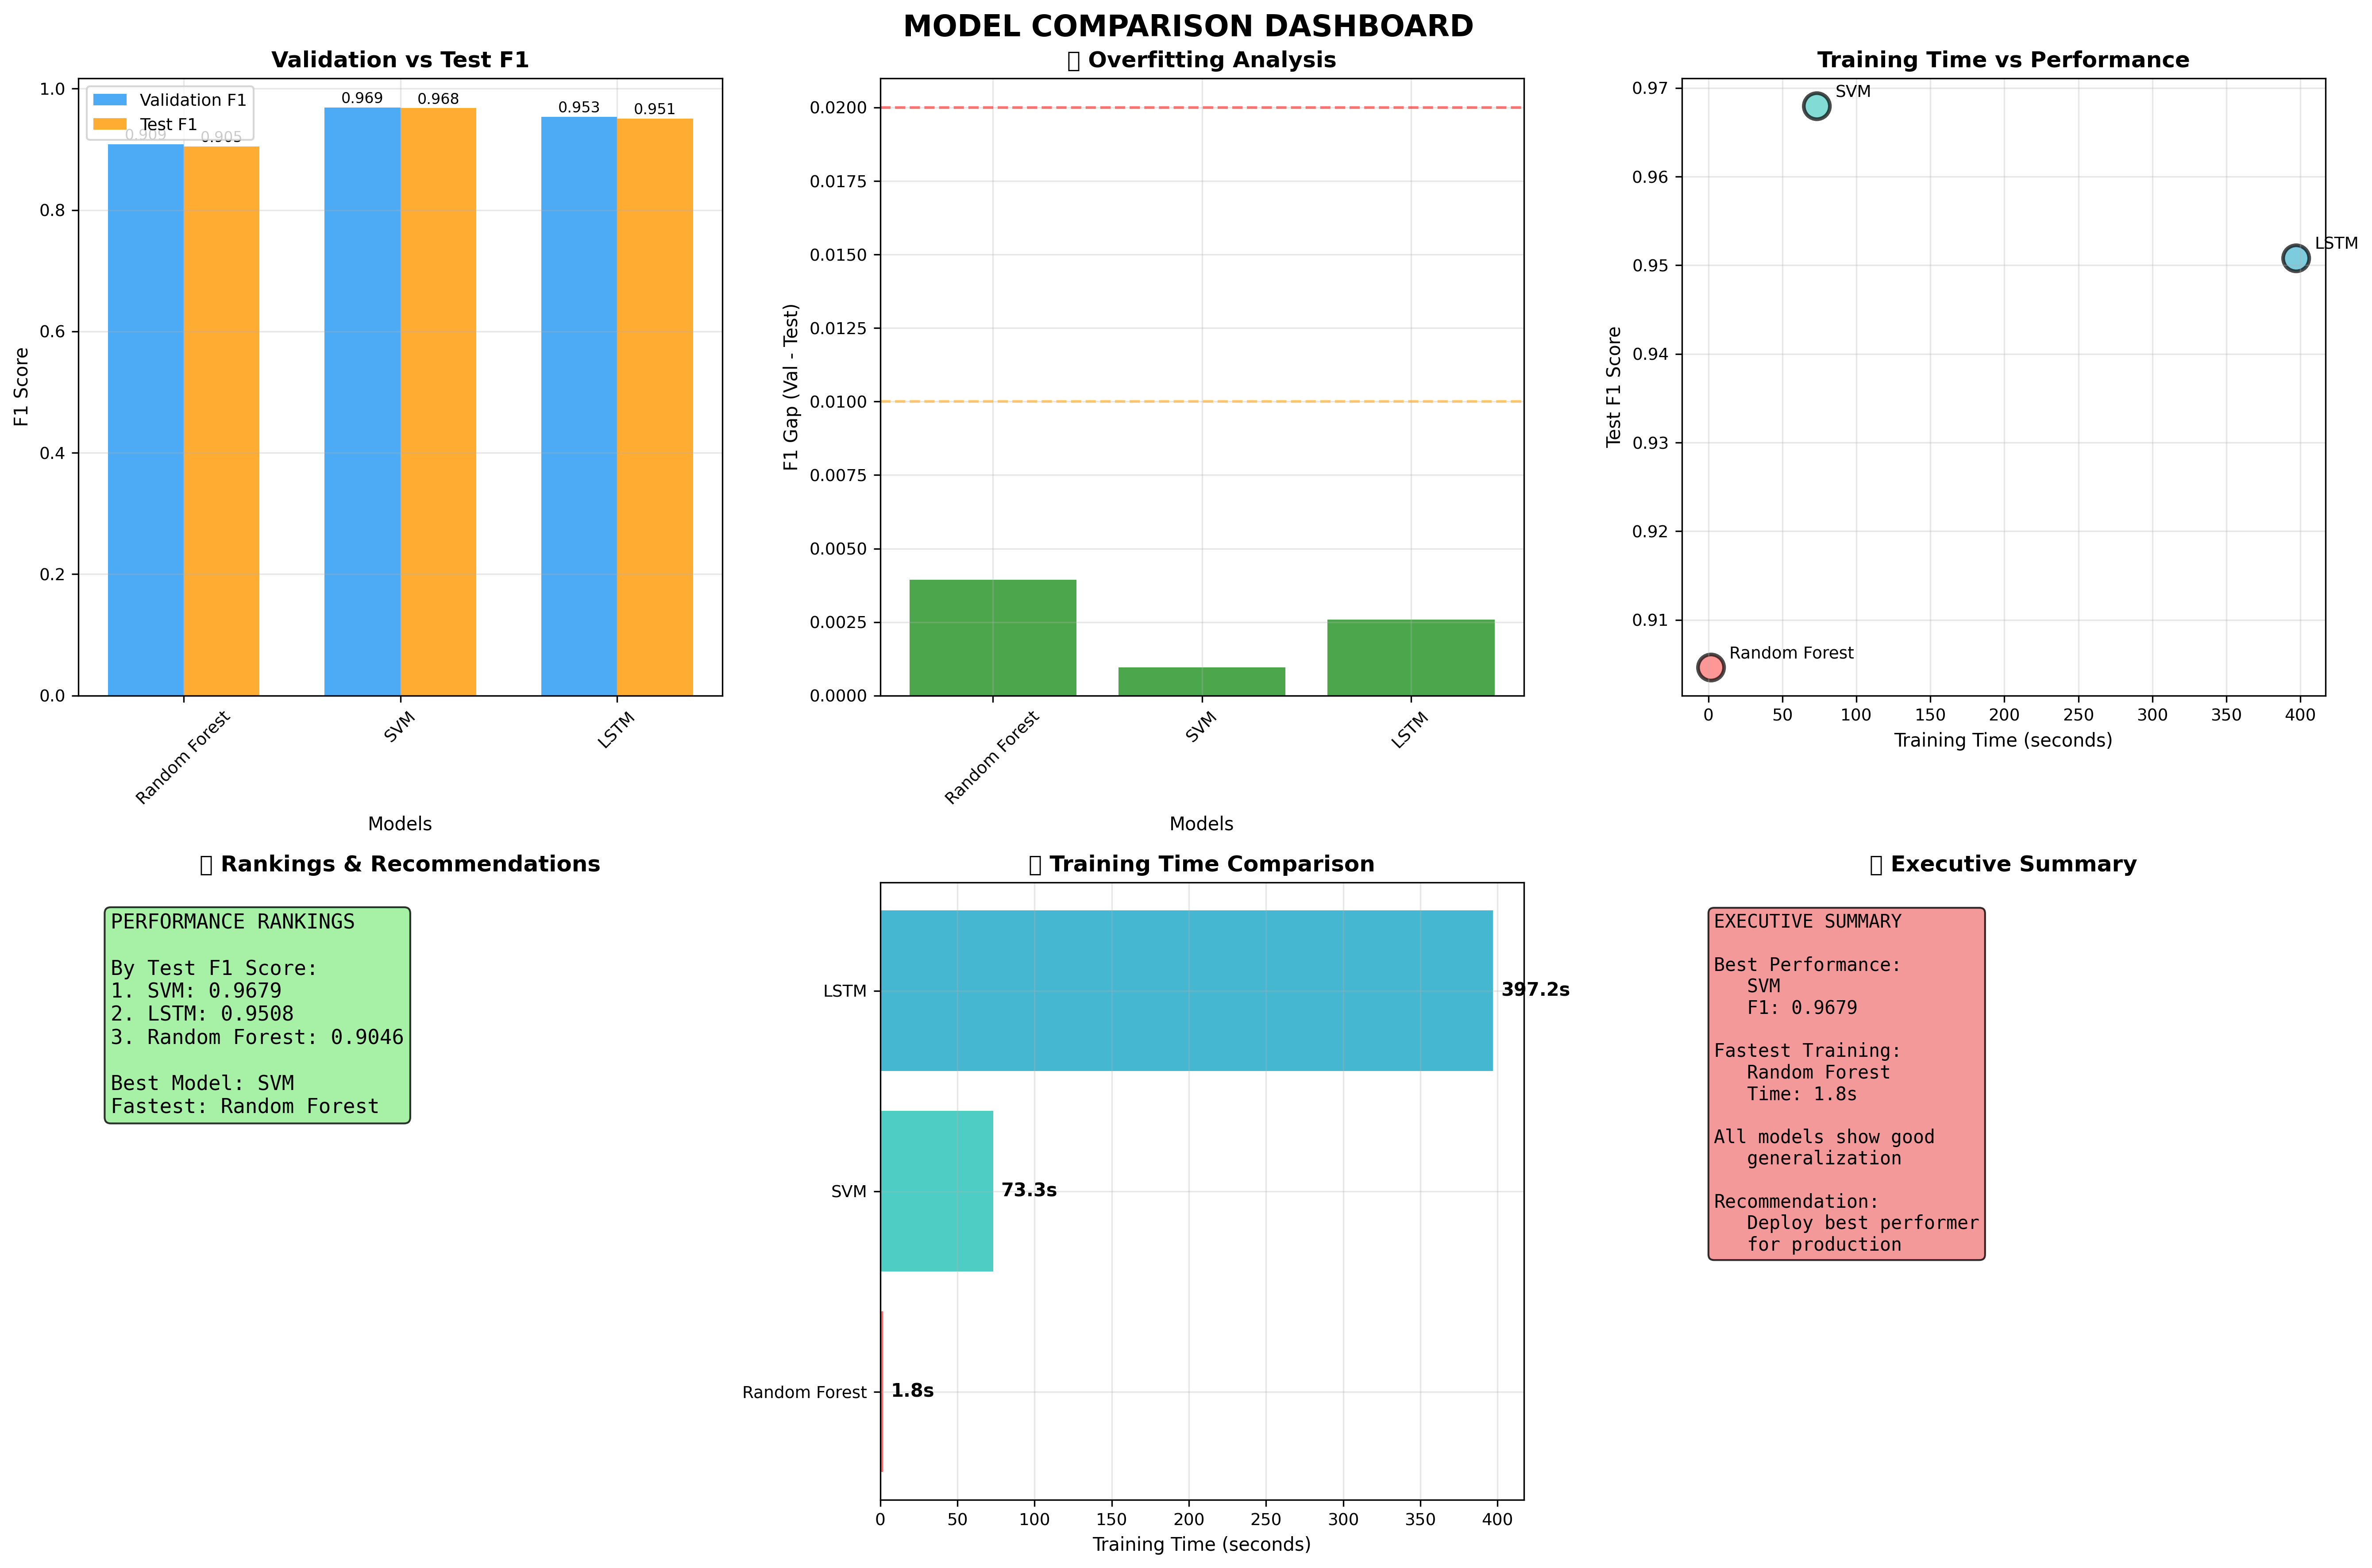 MODEL COMPARISON DASHBOARD
Validation vs Test F1
Validation F1
Test F1
0.909
0.905
0.969
0.968
0.953
0.951
1.0
0.8
0.6
0.4
0.2
0.0
F1 Score
Random Forest
SVM
LSTM
Models
Overfitting Analysis
0.0200
0.0175
0.0150
0.0125
0.0100
0.0075
0.0050
0.0025
0.0000
F1 Gap (Val - Test)
Random Forest
SVM
LSTM
Models
Training Time vs Performance
SVM
LSTM
Random Forest
0.97
0.96
0.95
0.94
0.93
0.92
0.91
Test F1 Score
0 50 100 150 200 250 300 350 400
Training Time (seconds)
Rankings & Recommendations
PERFORMANCE RANKINGS
By Test F1 Score:
1. SVM: 0.9679
2. LSTM: 0.9508
3. Random Forest: 0.9046
Best Model: SVM
Fastest: Random Forest
Training Time Comparison
LSTM
397.2s
SVM
73.3s
Random Forest
1.8s
0 50 100 150 200 250 300 350 400
Training Time (seconds)
Executive Summary
EXECUTIVE SUMMARY
Best Performance:
SVM
F1: 0.9679
Fastest Training:
Random Forest
Time: 1.8s
All models show good
generalization
Recommendation:
Deploy best performer
for production